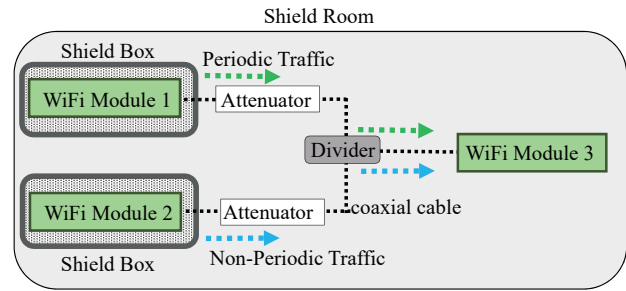 Shield Room
Shield Box
Periodic Traffic
WiFi Module 1
Attenuator
Divider
WiFi Module 3
WiFi Module 2
Attenuator
coaxial cable
Shield Box
Non-Periodic Traffic